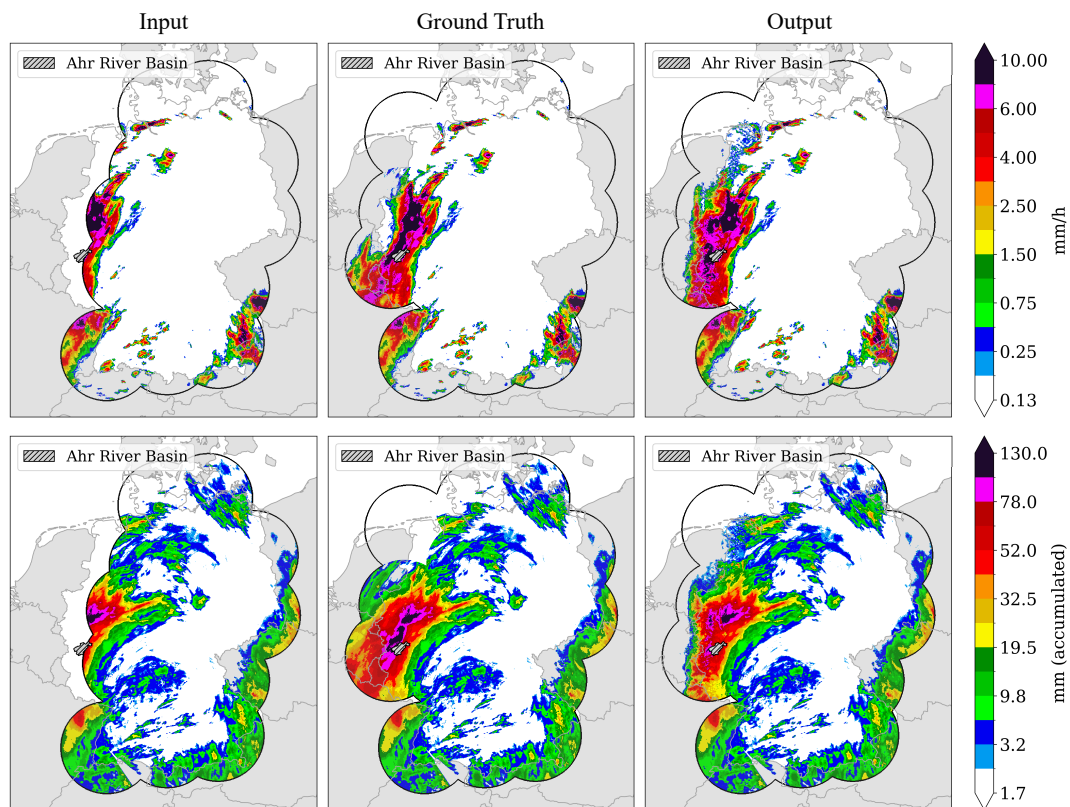 Input
Ground Truth
Output
Ahr River Basin
Ahr River Basin
Ahr River Basin
10.00
6.00
4.00
2.50
1.50
0.75
0.25
0.13
mm/h
Ahr River Basin
Ahr River Basin
Ahr River Basin
130.0
78.0
52.0
32.5
19.5
9.8
3.2
1.7
mm (accumulated)